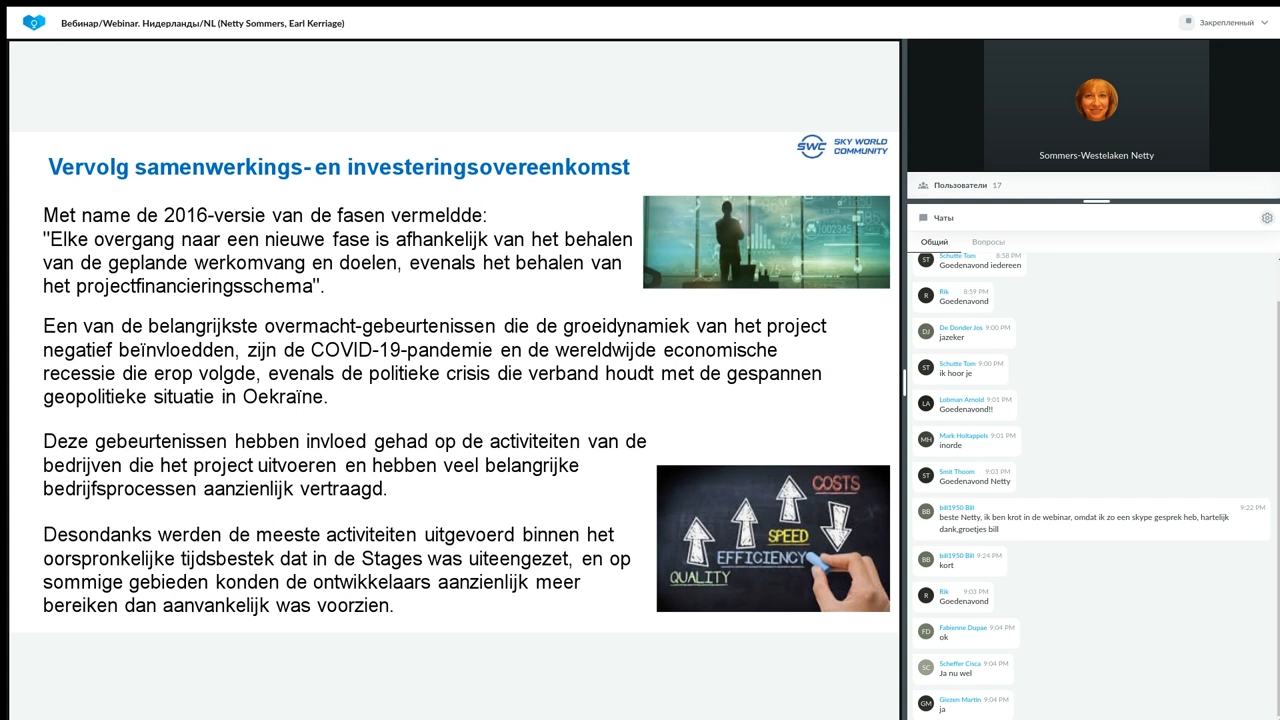 Вебинар/Webinar. Нидерланды/NL (Netty Sommers, Earl Kerriage)
Закрепленный
SWC SKY WORLD
COMMUNITY
Vervolg samenwerkings- en investeringsovereenkomst
Met name de 2016-versie van de fasen vermeldde:
"Elke overgang naar een nieuwe fase is afhankelijk van het behalen
van de geplande werkomvang en doelen, evenals het behalen van
het projectfinancieringsschema".
Een van de belangrijkste overmacht-gebeurtenissen die de groeidynamiek van het project
negatief beïnvloedden, zijn de COVID-19-pandemie en de wereldwijde economische
recessie die erop volgde, evenals de politieke crisis die verband houdt met de gespannen
geopolitieke situatie in Oekraïne.
Deze gebeurtenissen hebben invloed gehad op de activiteiten van de
bedrijven die het project uitvoeren en hebben veel belangrijke
bedrijfsprocessen aanzienlijk vertraagd.
Desondanks werden de meeste activiteiten uitgevoerd binnen het
oorspronkelijke tijdsbestek dat in de Stages was uiteengezet, en op
sommige gebieden konden de ontwikkelaars aanzienlijk meer
bereiken dan aanvankelijk was voorzien.
COSTS
SPEED
EFFICIENCY
QUALITY
Sommers-Westelaken Netty
Пользователи 17
Чаты
Общий Вопросы
ST Schutte Tom 8:58 PM
Goedenavond iedereen
R Rik 8:59 PM
Goedenavond
DJ De Donder Jos 9:00 PM
jazeker
ST Schutte Tom 9:00 PM
ik hoor je
LA Lobman Arnold 9:01 PM
Goedenavond!!
MH Mark Holtappels 9:01 PM
inorde
ST Smit Thoom 9:03 PM
Goedenavond Netty
BB bill1950 Bill 9:22 PM
beste Netty, ik ben krot in de webinar, omdat ik zo een skype gesprek heb, hartelijk
dank,groetjes bill
BB bill1950 Bill 9:24 PM
kort
R Rik 9:03 PM
Goedenavond
FD Fabienne Dupae 9:04 PM
ok
SC Scheffer Cisca 9:04 PM
Ja nu wel
GM Giezen Martin 9:04 PM
ja